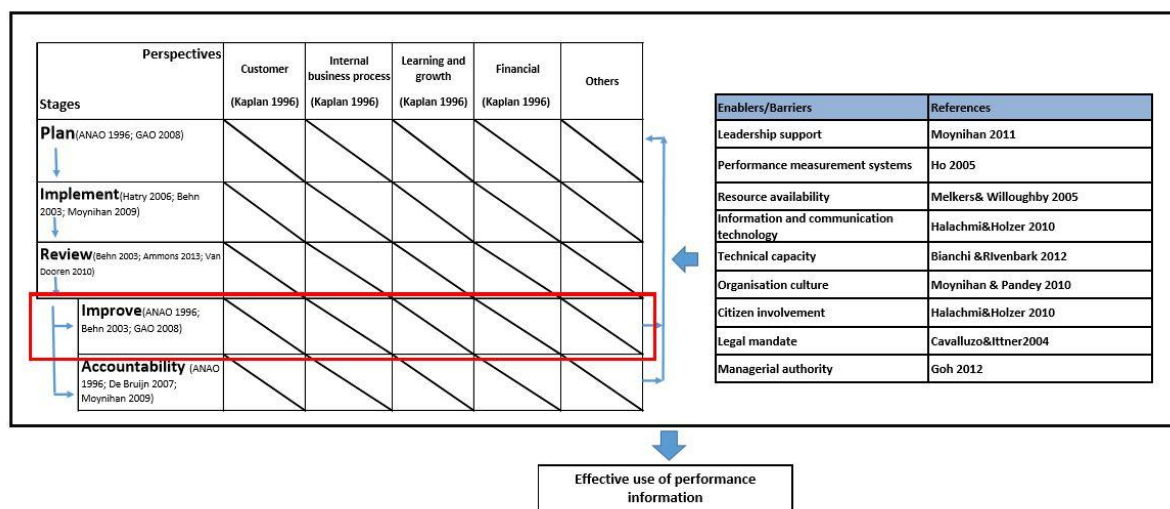 Perspectives
Stages
Customer
(Kaplan 1996)
Internal
business process
(Kaplan 1996)
Learning and
growth
(Kaplan 1996)
Financial
(Kaplan 1996)
Others
Plan(ANAO 1996; GAO 2008)
Implement(Hatry 2006; Behn
2003; Moynihan 2009)
Review(Behn 2003; Ammons 2013; Van
Dooren 2010)
Improve(ANAO 1996;
Behn 2003; GAO 2008)
Accountability (ANAO
1996; De Bruijn 2007;
Moynihan 2009)
Enablers/Barriers References
Leadership support Moynihan 2011
Performance measurement systems Ho 2005
Resource availability Melkers& Willoughby 2005
Information and communication
technology Halachmi&Holzer 2010
Technical capacity Bianchi &RIvenbark 2012
Organisation culture Moynihan & Pandey 2010
Citizen involvement Halachmi&Holzer 2010
Legal mandate Cavalluzo&Ittner2004
Managerial authority Goh 2012
Effective use of performance
information